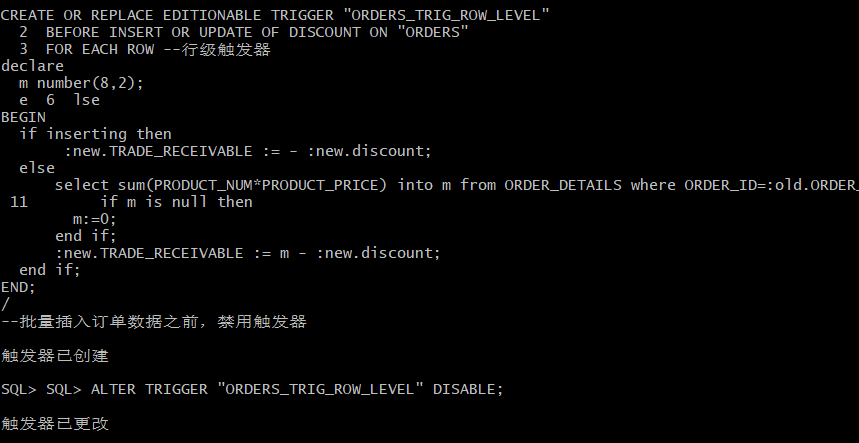 CREATE OR REPLACE EDITIONABLE TRIGGER "ORDERS_TRIG_ROW_LEVEL"
  2  BEFORE INSERT OR UPDATE OF DISCOUNT ON "ORDERS"
  3  FOR EACH ROW --行级触发器
declare
  m number(8,2);
  e  6  lse
BEGIN
  if inserting then
       :new.TRADE_RECEIVABLE := - :new.discount;
  else
      select sum(PRODUCT_NUM*PRODUCT_PRICE) into m from ORDER_DETAILS where ORDER_ID=:old.ORDER_
 11        if m is null then
        m:=0;
      end if;
      :new.TRADE_RECEIVABLE := m - :new.discount;
  end if;
END;
/
--批量插入订单数据之前，禁用触发器
触发器已创建
SQL> SQL> ALTER TRIGGER "ORDERS_TRIG_ROW_LEVEL" DISABLE;
触发器已更改